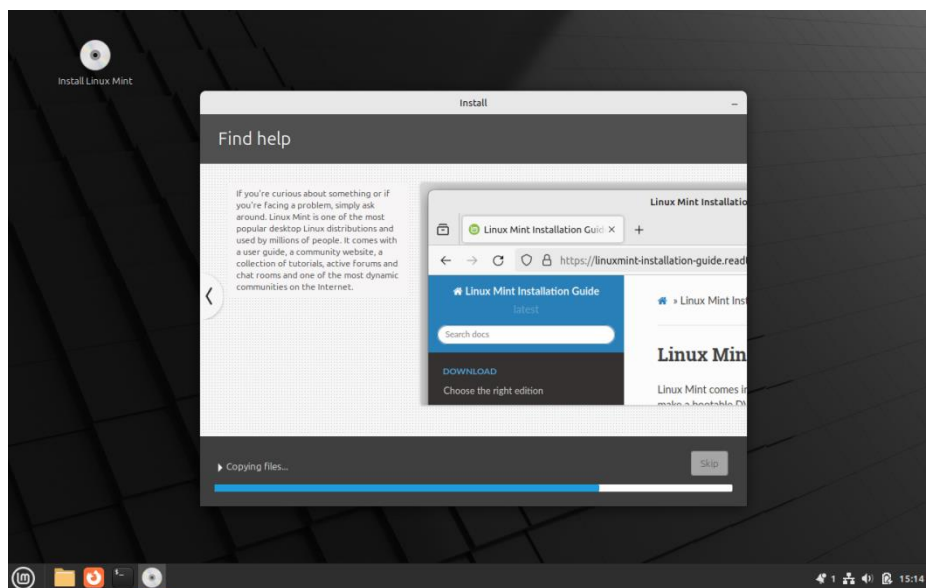 Install Linux Mint
Install
Find help
If you're curious about something or if
you're facing a problem, simply ask
around. Linux Mint is one of the most
popular desktop Linux distributions and
used by millions of people. It comes with
a user guide, a community website, a
collection of tutorials, active forums and
chat rooms and one of the most dynamic
communities on the Internet.
Linux Mint Installatio
Linux Mint Installation Guid ×
https://linuxmint-installation-guide.readt
Linux Mint Installation Guide
latest
Search docs
DOWNLOAD
Choose the right edition
» Linux Mint Inst
Linux Min
Linux Mint comes in
make a bootable DV
Copying files...
Skip
1
15:14